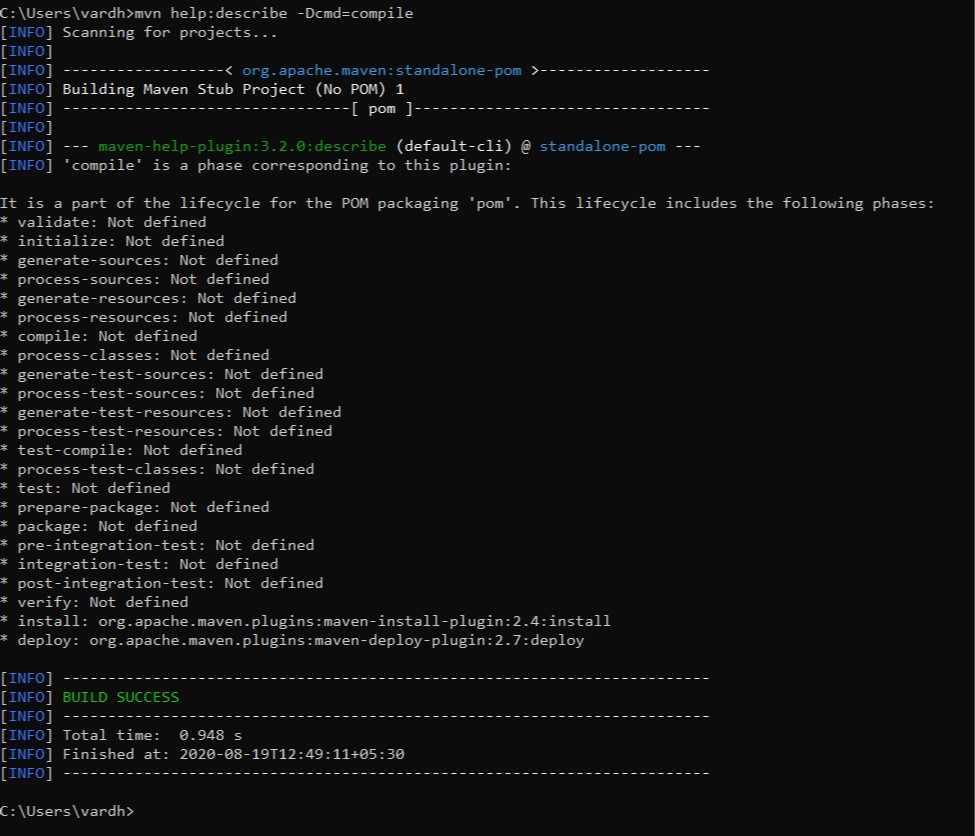 C:\Users\vardh>mvn help:describe -Dcmd=compile
[INFO] Scanning for projects...
[INFO]
[INFO] ------------------< org.apache.maven:standalone-pom >-------------------
[INFO] Building Maven Stub Project (No POM) 1
[INFO] --------------------------------[ pom ]---------------------------------
[INFO]
[INFO] --- maven-help-plugin:3.2.0:describe (default-cli) @ standalone-pom ---
[INFO] 'compile' is a phase corresponding to this plugin:
It is a part of the lifecycle for the POM packaging 'pom'. This lifecycle includes the following phases:
* validate: Not defined
* initialize: Not defined
* generate-sources: Not defined
* process-sources: Not defined
* generate-resources: Not defined
* process-resources: Not defined
* compile: Not defined
* process-classes: Not defined
* generate-test-sources: Not defined
* process-test-sources: Not defined
* generate-test-resources: Not defined
* process-test-resources: Not defined
* test-compile: Not defined
* process-test-classes: Not defined
* test: Not defined
* prepare-package: Not defined
* package: Not defined
* pre-integration-test: Not defined
* integration-test: Not defined
* post-integration-test: Not defined
* verify: Not defined
* install: org.apache.maven.plugins:maven-install-plugin:2.4:install
* deploy: org.apache.maven.plugins:maven-deploy-plugin:2.7:deploy
[INFO] ------------------------------------------------------------------------
[INFO] BUILD SUCCESS
[INFO] ------------------------------------------------------------------------
[INFO] Total time:  0.948 s
[INFO] Finished at: 2020-08-19T12:49:11+05:30
[INFO] ------------------------------------------------------------------------
C:\Users\vardh>